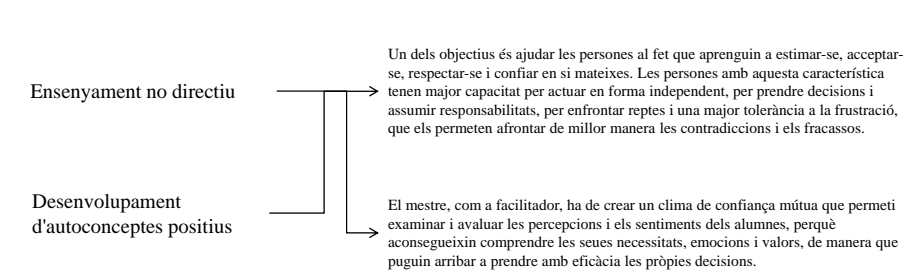 Ensenyament no directiu
Un dels objectius és ajudar les persones al fet que aprenguin a estimar-se, acceptar-
se, respectar-se i confiar en si mateixes. Les persones amb aquesta característica
tenen major capacitat per actuar en forma independent, per prendre decisions i
assumir responsabilitats, per enfrontar reptes i una major tolerància a la frustració,
que els permeten afrontar de millor manera les contradiccions i els fracassos.
Desenvolupament
d'autoconceptes positius
El mestre, com a facilitador, ha de crear un clima de confiança mútua que permeti
examinar i avaluar les percepcions i els sentiments dels alumnes, perquè
aconsegueixin comprendre les seues necessitats, emocions i valors, de manera que
puguin arribar a prendre amb eficàcia les pròpies decisions.